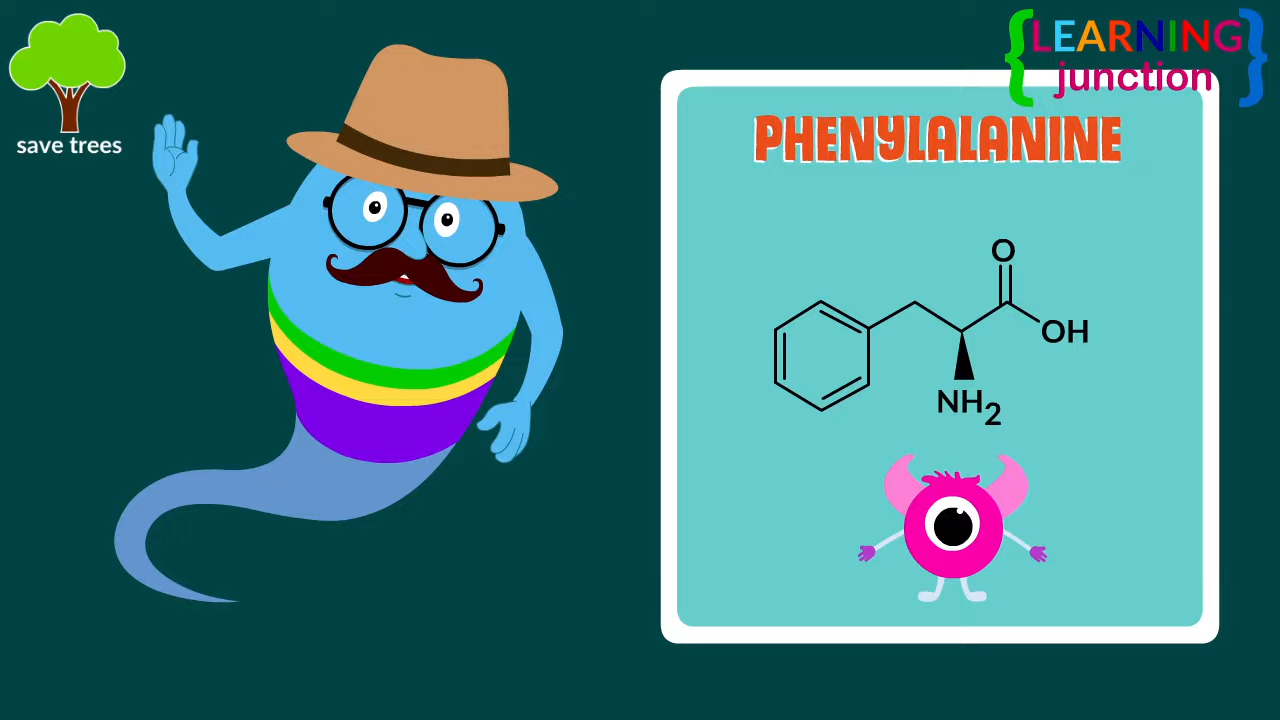 LEARNING
junction
save trees
PHENYLALANINE
O
OH
NH2